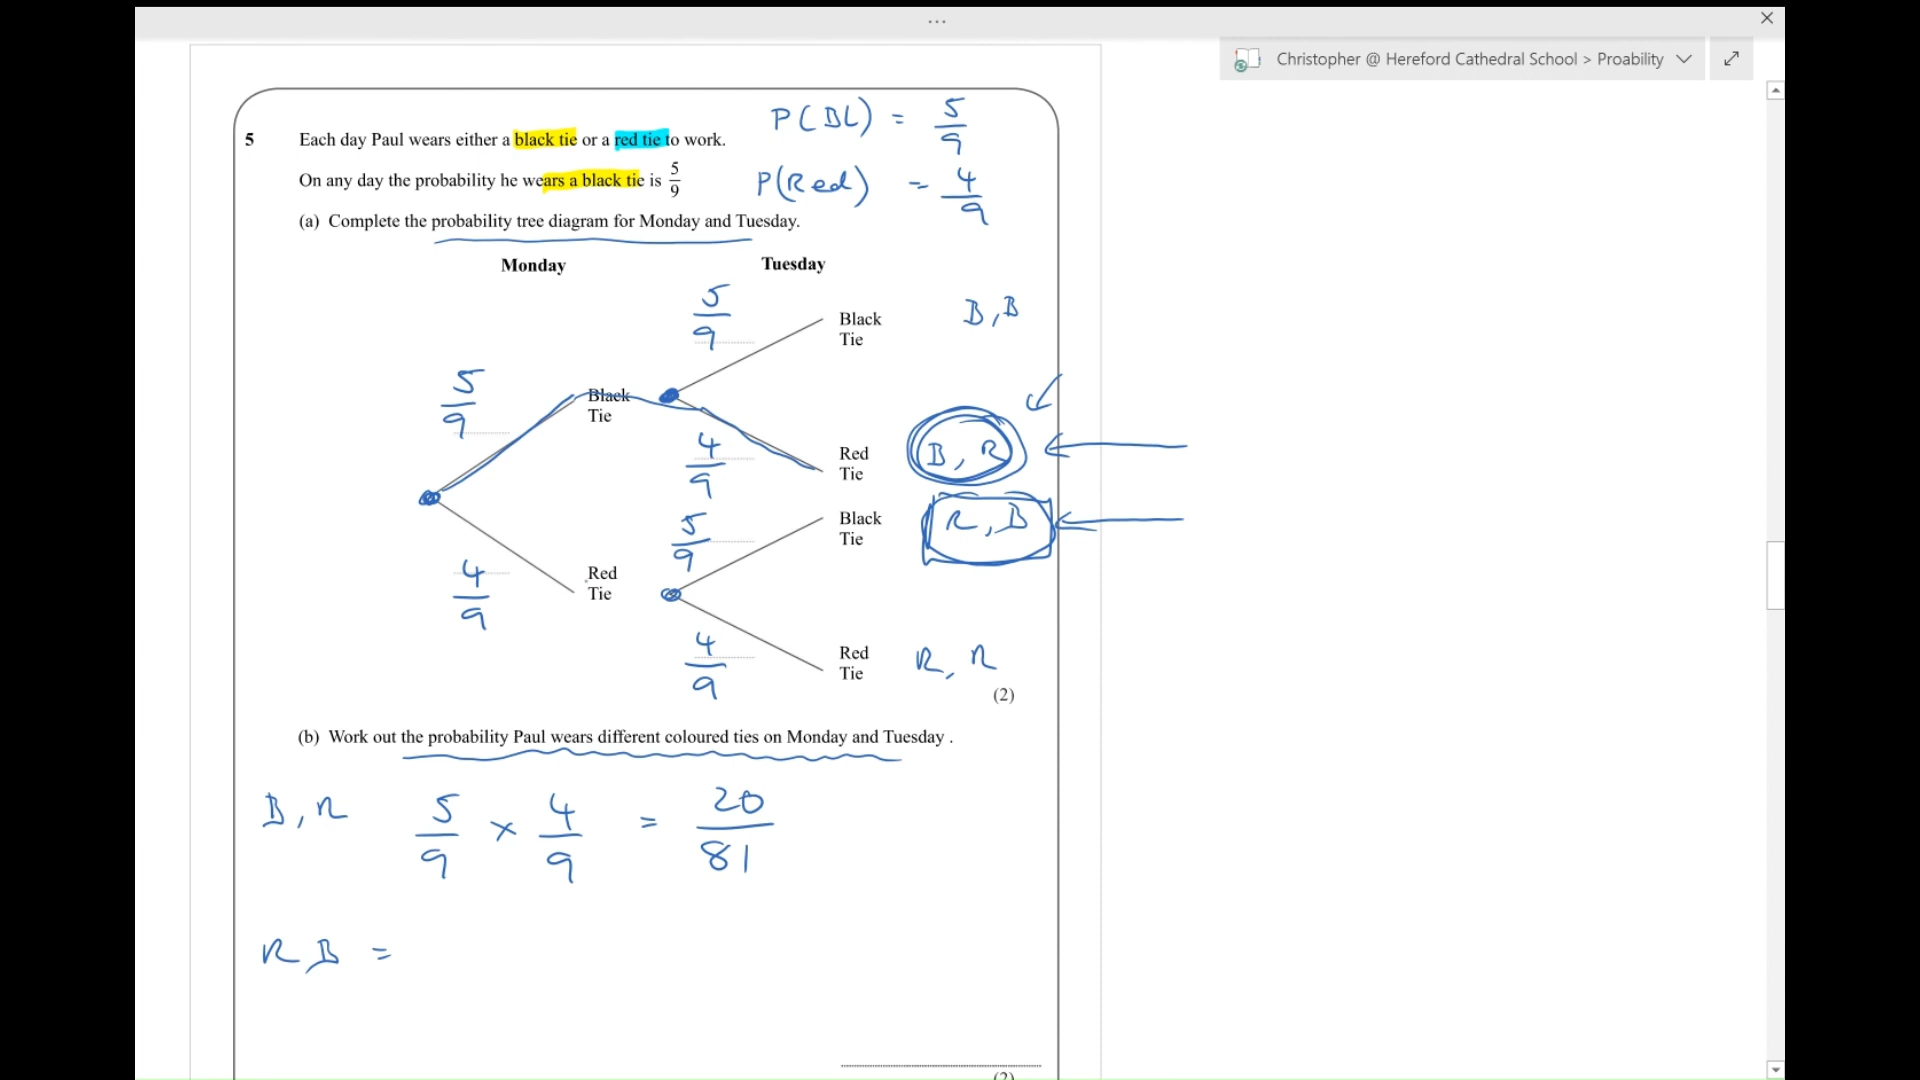 ...
Christopher @ Hereford Cathedral School > Proability
5 Each day Paul wears either a black tie or a red tie to work.
P(BL) = 5/9
On any day the probability he wears a black tie is 5/9
P(Red) = 4/9
(a) Complete the probability tree diagram for Monday and Tuesday.
Monday Tuesday
5/9
Black
Tie
B, B
5/9
Black
Tie
4/9
Red
Tie
B, R
5/9
Black
Tie
R, B
4/9
Red
Tie
4/9
Red
Tie
R, R
(2)
(b) Work out the probability Paul wears different coloured ties on Monday and Tuesday .
B, R 5/9 × 4/9 = 20/81
R, B =
(2)